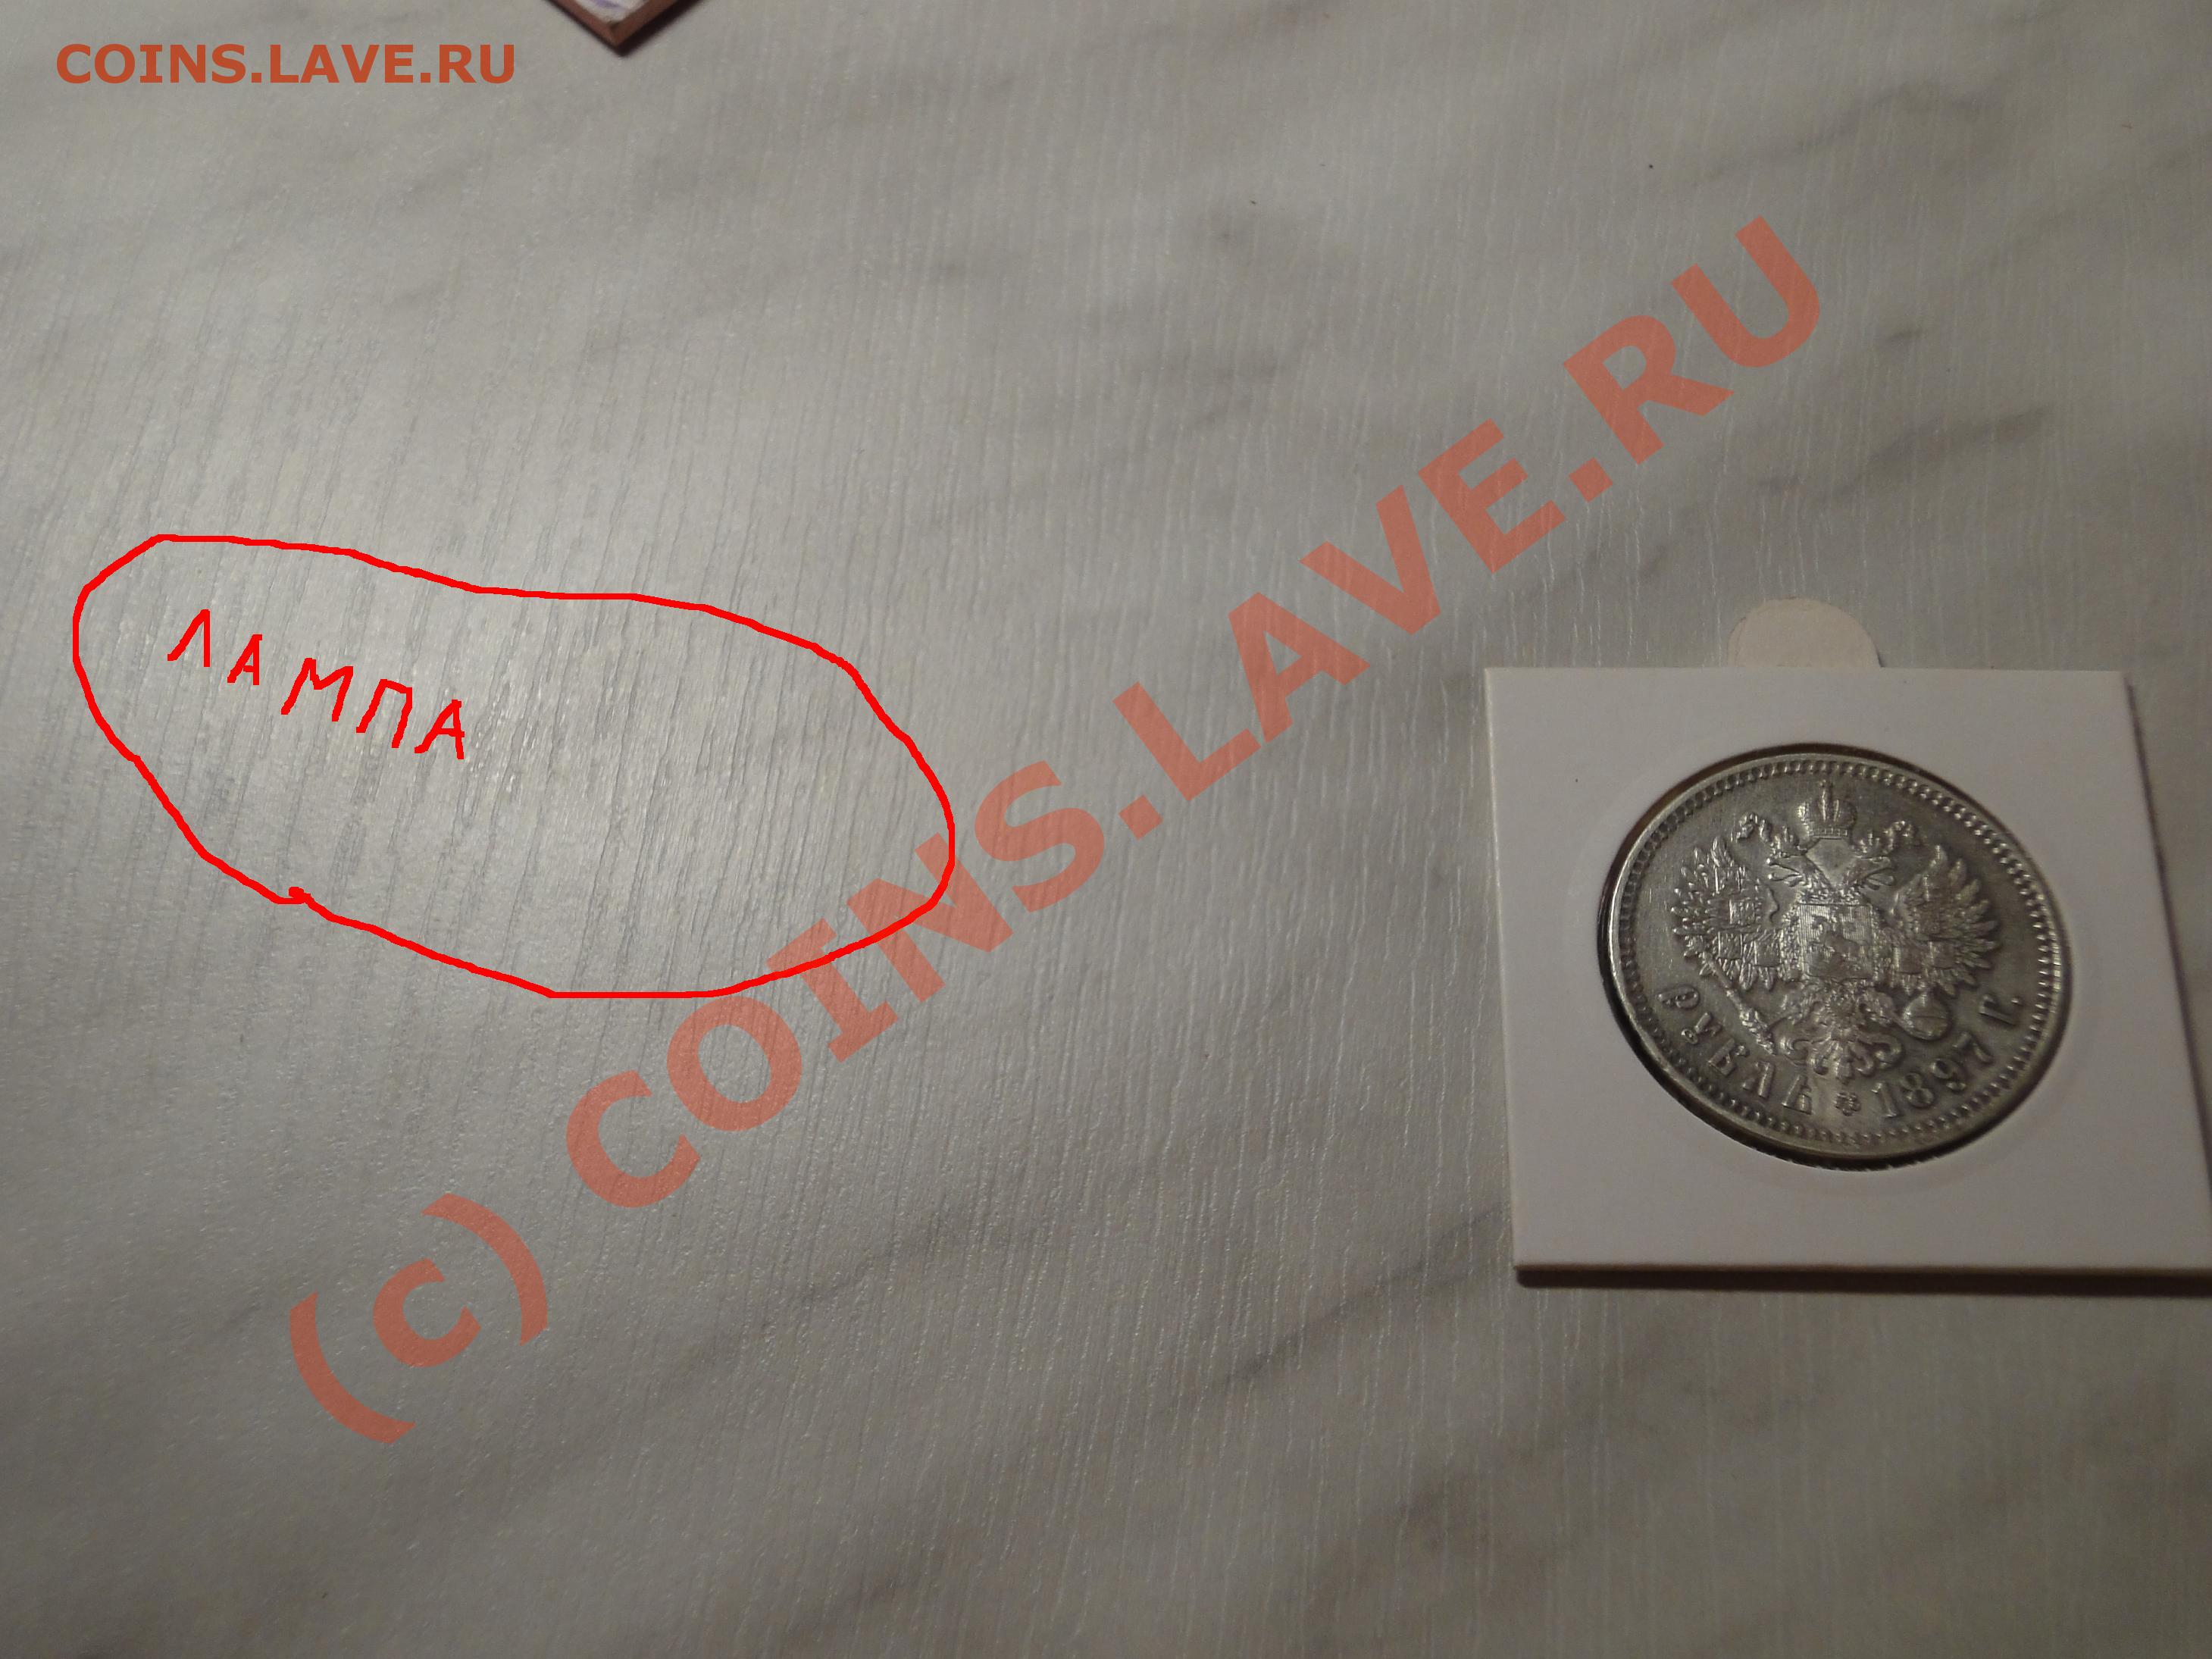 COINS.LAVE.RU
ЛАМПА
(c) COINS.LAVE.RU
РУБЛЬ * 1897 Г.